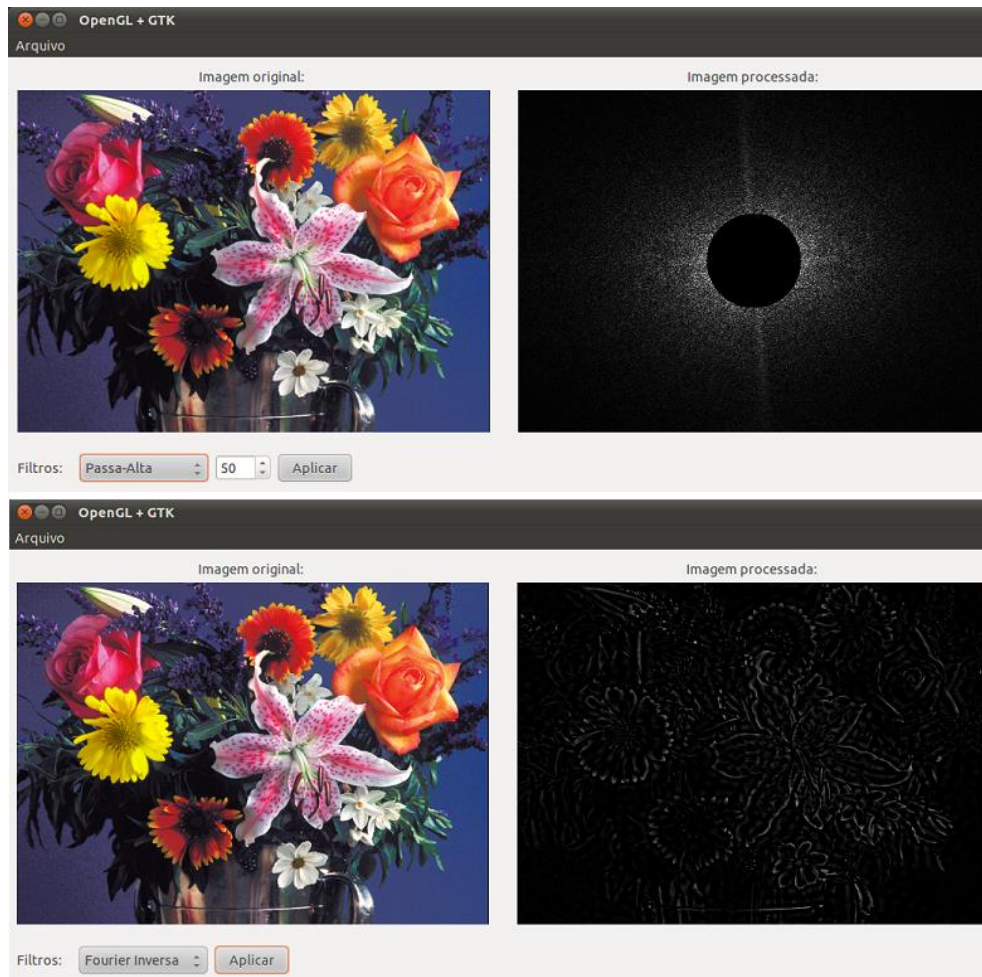 OpenGL + GTK
Arquivo
Imagem original:
Imagem processada:
Filtros: Passa-Alta 50 Aplicar
OpenGL + GTK
Arquivo
Imagem original:
Imagem processada:
Filtros: Fourier Inversa Aplicar